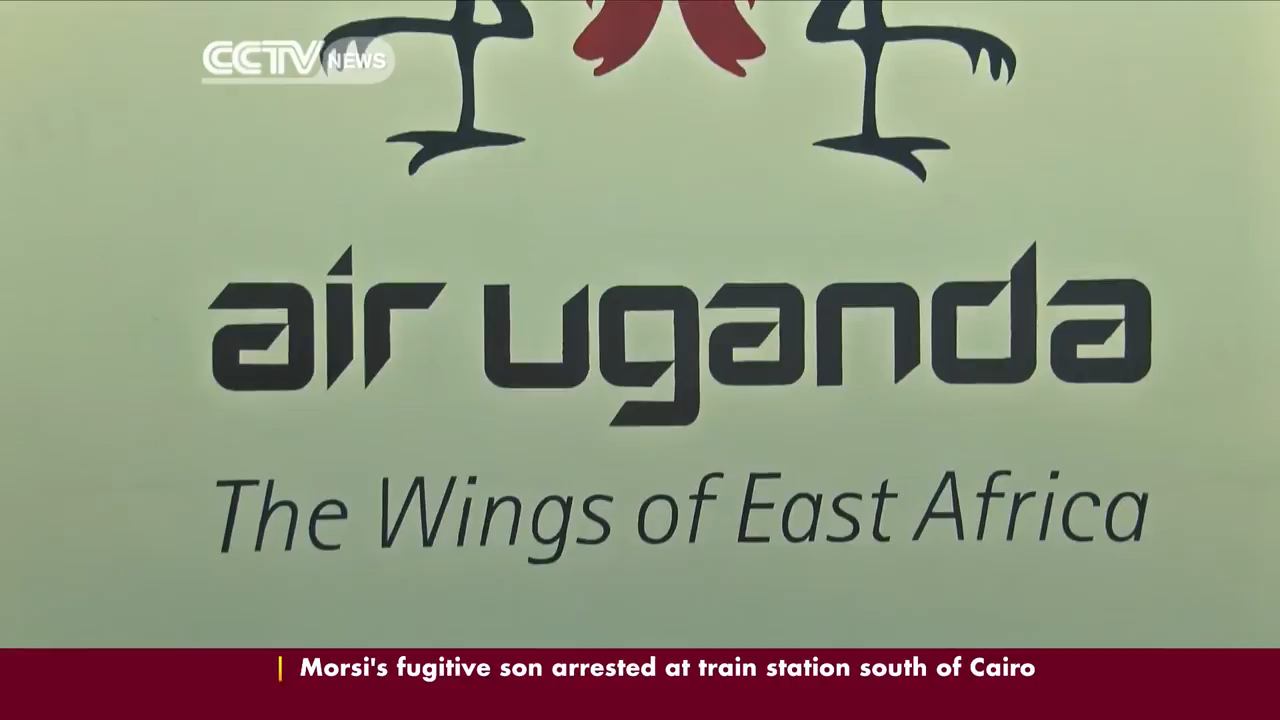 CCTV NEWS
air uganda
The Wings of East Africa
Morsi's fugitive son arrested at train station south of Cairo